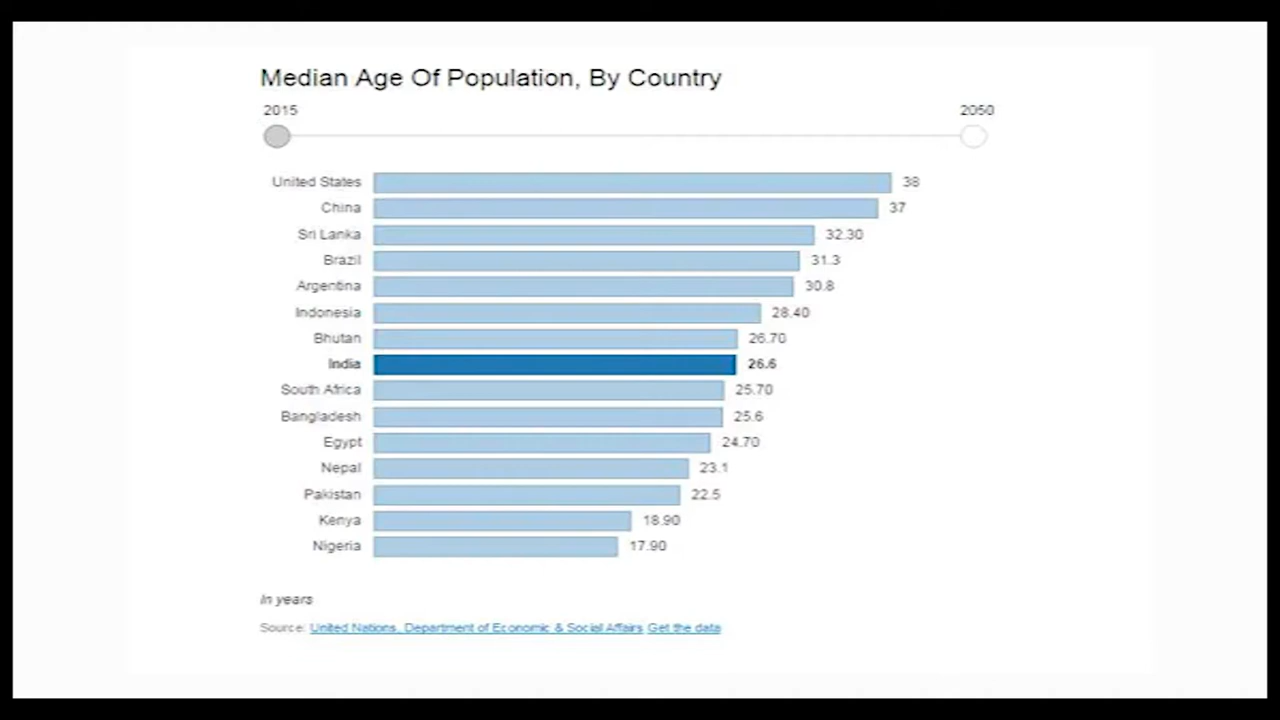 Median Age Of Population, By Country
2015 2050
United States 38
China 37
Sri Lanka 32.30
Brazil 31.3
Argentina 30.8
Indonesia 28.40
Bhutan 26.70
India 26.6
South Africa 25.70
Bangladesh 25.6
Egypt 24.70
Nepal 23.1
Pakistan 22.5
Kenya 18.90
Nigeria 17.90
In years
Source: United Nations, Department of Economic & Social Affairs Get the data